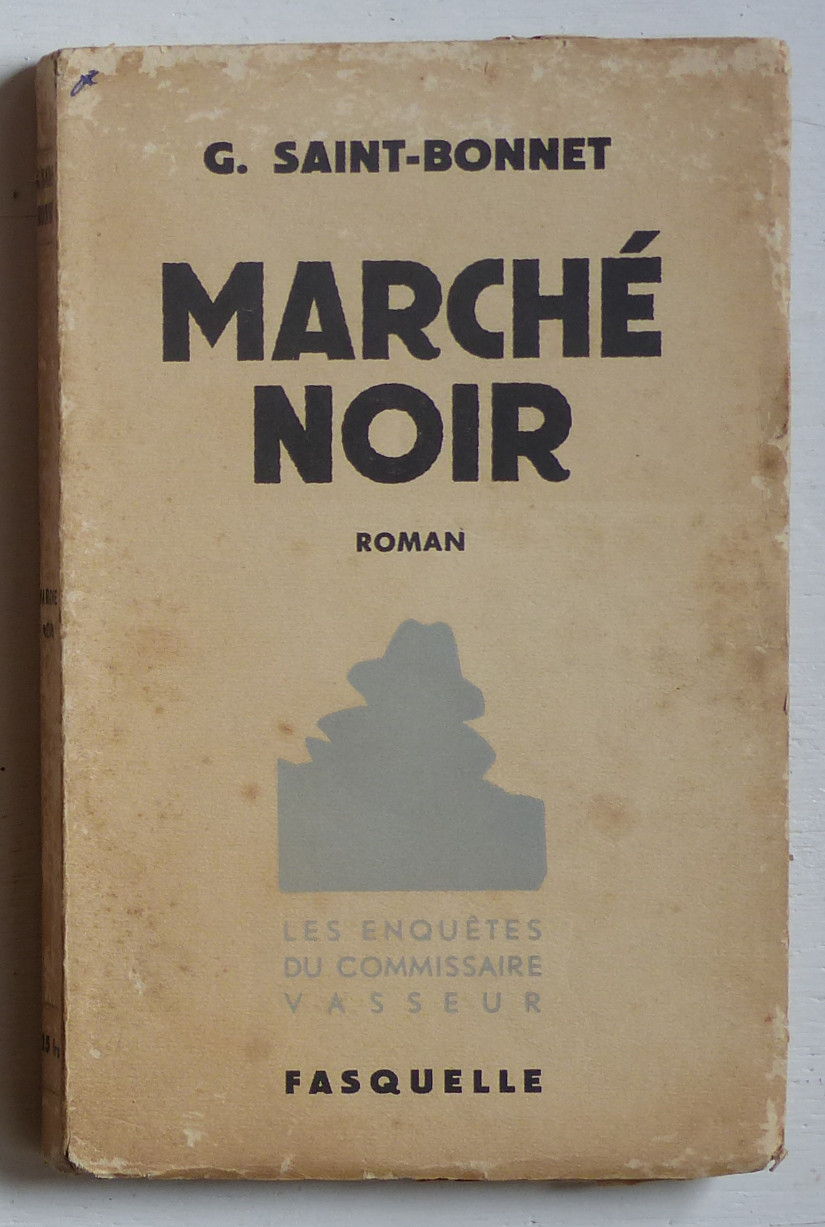 G. SAINT-BONNET
MARCHÉ
NOIR
ROMAN
LES ENQUÊTES
DU COMMISSAIRE
VASSEUR
FASQUELLE